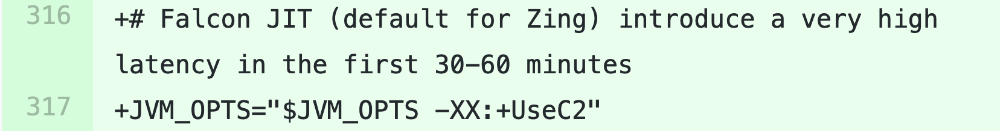 316 +# Falcon JIT (default for Zing) introduce a very high
latency in the first 30-60 minutes
317 +JVM_OPTS="$JVM_OPTS -XX:+UseC2"